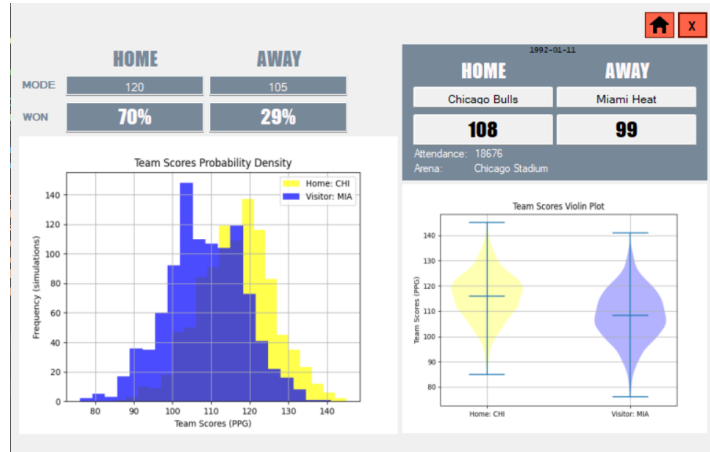 X
HOME AWAY
MODE 120 105
WON 70% 29%
1992-01-11
HOME AWAY
Chicago Bulls Miami Heat
108 99
Attendance: 18676
Arena: Chicago Stadium
Team Scores Probability Density
Home: CHI
Visitor: MIA
Frequency (simulations)
140
120
100
80
60
40
20
0
80 90 100 110 120 130 140
Team Scores (PPG)
Team Scores Violin Plot
Team Scores (PPG)
140
130
120
110
100
90
80
Home: CHI Visitor: MIA